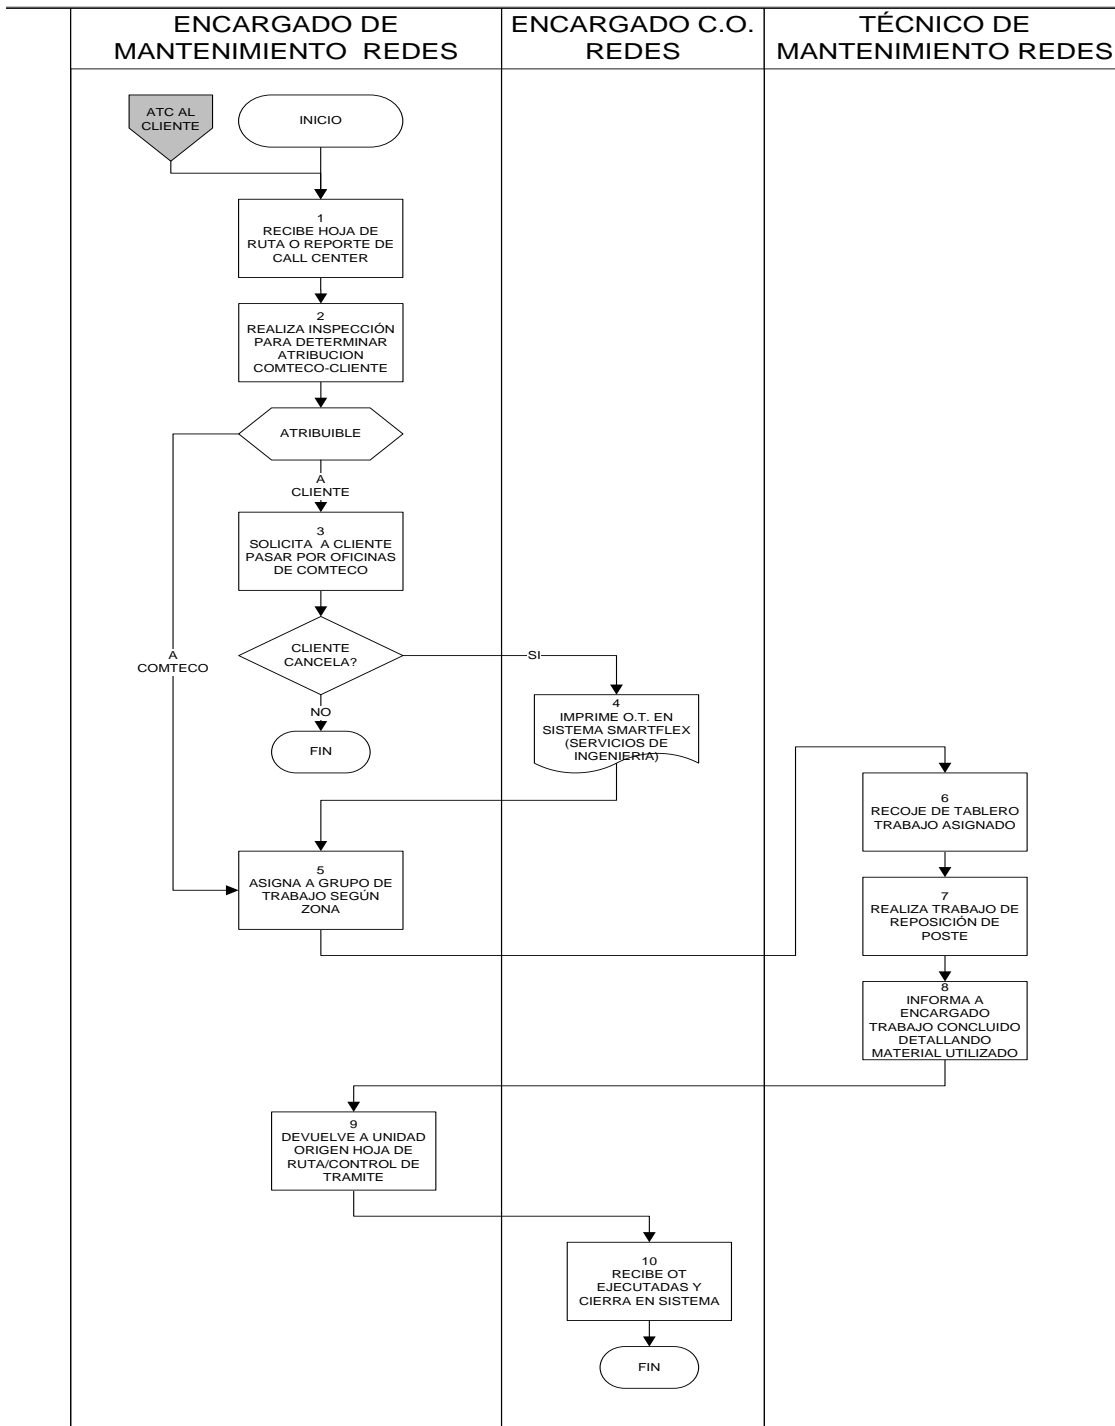 ENCARGADO DE
MANTENIMIENTO REDES
ENCARGADO C.O.
REDES
TÉCNICO DE
MANTENIMIENTO REDES
ATC AL
CLIENTE
INICIO
1
RECIBE HOJA DE
RUTA O REPORTE DE
CALL CENTER
2
REALIZA INSPECCIÓN
PARA DETERMINAR
ATRIBUCION
COMTECO-CLIENTE
ATRIBUIBLE
A
CLIENTE
3
SOLICITA A CLIENTE
PASAR POR OFICINAS
DE COMTECO
A
COMTECO
CLIENTE
CANCELA?
SI
NO
FIN
4
IMPRIME O.T. EN
SISTEMA SMARTFLEX
(SERVICIOS DE
INGENIERIA)
5
ASIGNA A GRUPO DE
TRABAJO SEGÚN
ZONA
6
RECOJE DE TABLERO
TRABAJO ASIGNADO
7
REALIZA TRABAJO DE
REPOSICIÓN DE
POSTE
8
INFORMA A
ENCARGADO
TRABAJO CONCLUIDO
DETALLANDO
MATERIAL UTILIZADO
9
DEVUELVE A UNIDAD
ORIGEN HOJA DE
RUTA/CONTROL DE
TRAMITE
10
RECIBE OT
EJECUTADAS Y
CIERRA EN SISTEMA
FIN